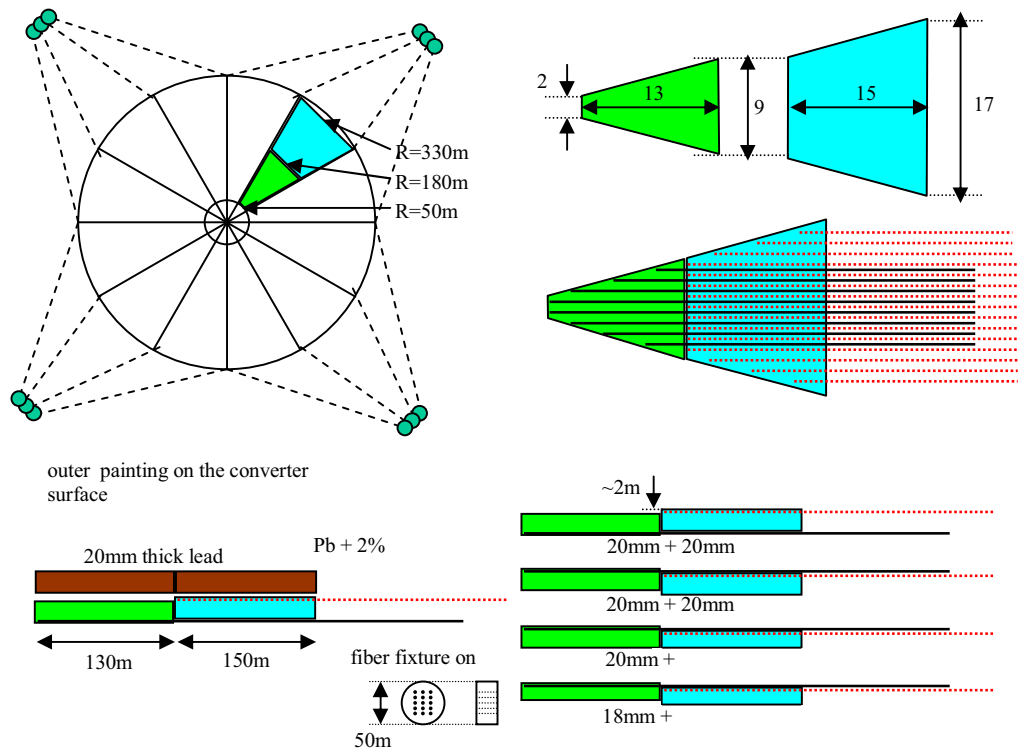 R=330m
R=180m
R=50m
2
13
9
15
17
outer painting on the converter
surface
20mm thick lead
Pb + 2%
130m
150m
fiber fixture on
50m
~2m
20mm + 20mm
20mm + 20mm
20mm +
18mm +